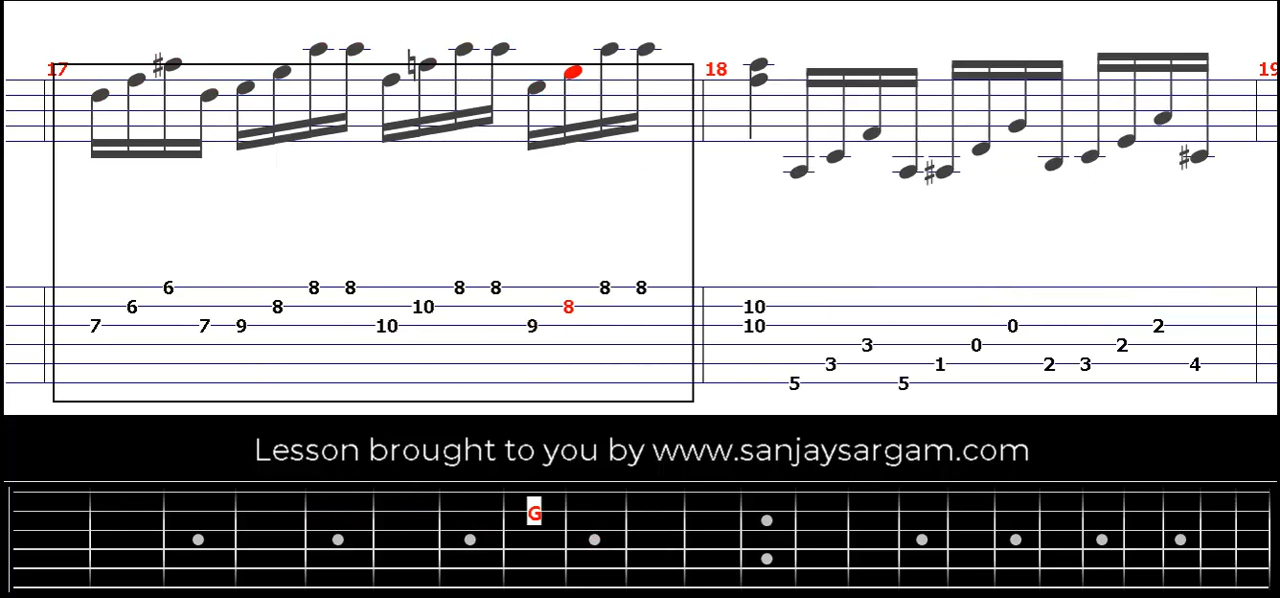 17 18 19
6 8 8 8 8 8 8
6 8 10 8 10
7 7 9 10 9 10 0 2
3 0 2
3 1 2 3 4
5 5
Lesson brought to you by www.sanjaysargam.com
G